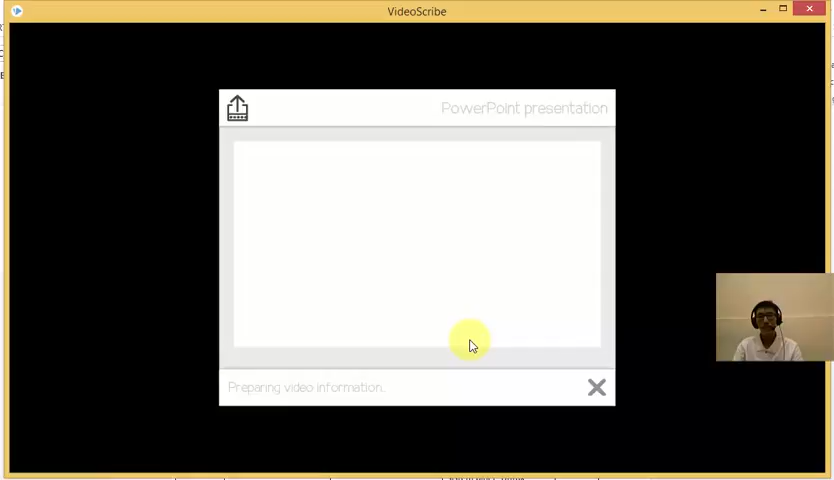 VideoScribe
PowerPoint presentation
Preparing video information.